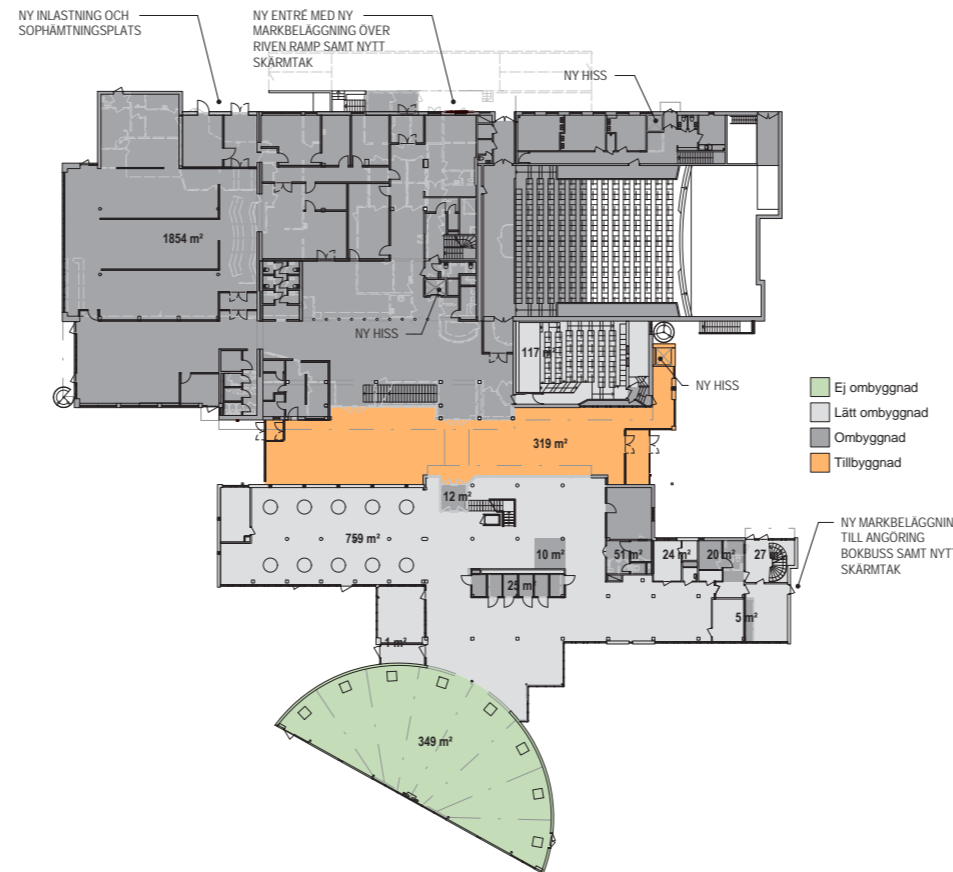 NY INLASTNING OCH
SOPHÄMTNINGSPLATS
NY ENTRÉ MED NY
MARKBELÄGGNING ÖVER
RIVEN RAMP SAMT NYTT
SKÄRMTAK
NY HISS
1854 m²
NY HISS
117 m²
NY HISS
Ej ombyggnad
Lätt ombyggnad
Ombyggnad
Tillbyggnad
319 m²
12 m²
759 m²
10 m²
51 m²
24 m²
20 m²
27 m
25 m²
5 m²
1 m²
NY MARKBELÄGGNIN
TILL ANGÖRING
BOKBUSS SAMT NYT
SKÄRMTAK
349 m²